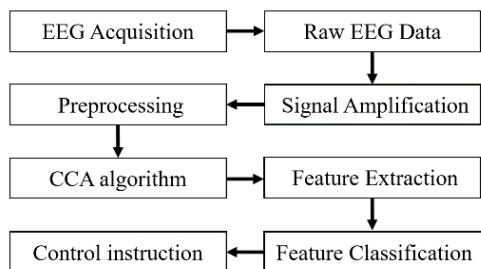 EEG Acquisition
Raw EEG Data
Preprocessing
Signal Amplification
CCA algorithm
Feature Extraction
Control instruction
Feature Classification